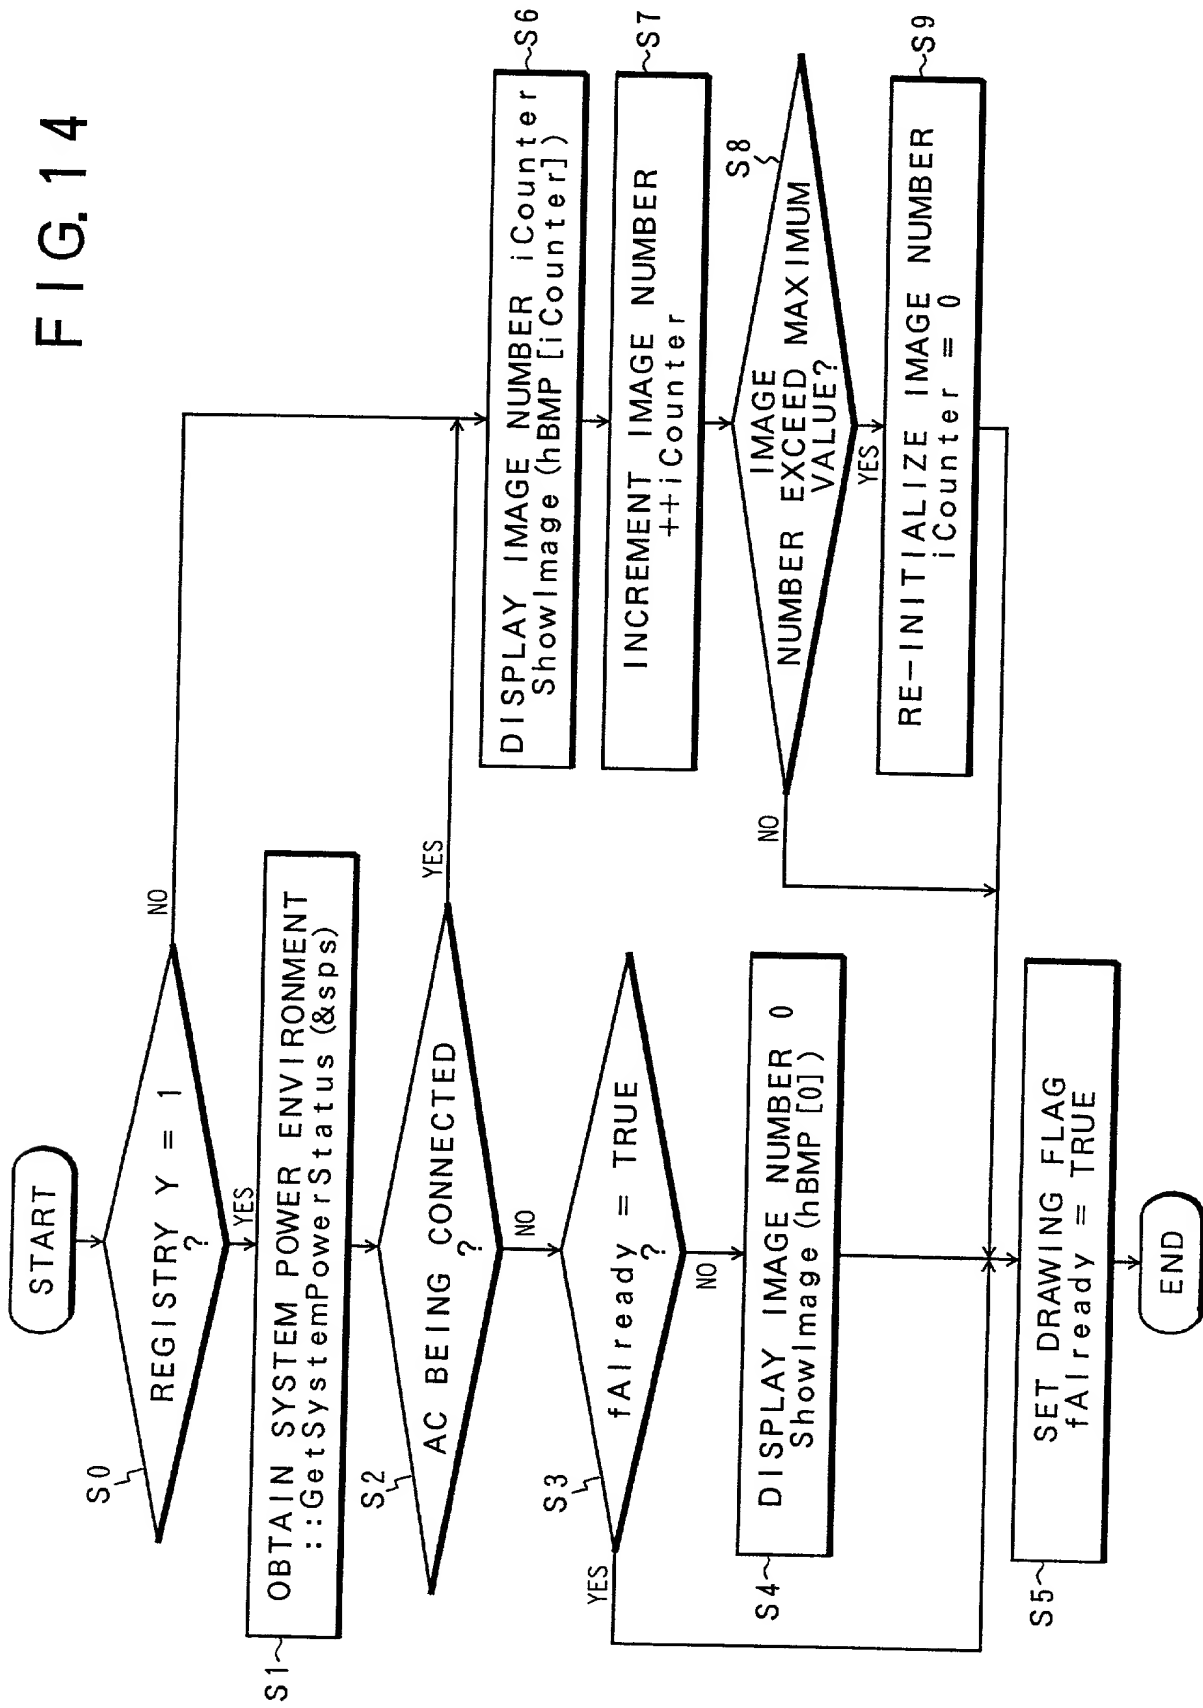 FIG.14
START
S0
REGISTRY Y = 1
?
NO
YES
S1
OBTAIN SYSTEM POWER ENVIRONMENT
::GetSystemPowerStatus (&sps)
S2
AC BEING CONNECTED
?
YES
NO
S3
fAlready = TRUE
?
YES
NO
S4
DISPLAY IMAGE NUMBER 0
ShowImage (hBMP [0])
S5
SET DRAWING FLAG
fAlready = TRUE
END
S6
DISPLAY IMAGE NUMBER iCounter
ShowImage (hBMP [iCounter])
S7
INCREMENT IMAGE NUMBER
++iCounter
S8
IMAGE
NUMBER EXCEED MAXIMUM
VALUE?
NO
YES
S9
RE-INITIALIZE IMAGE NUMBER
iCounter = 0